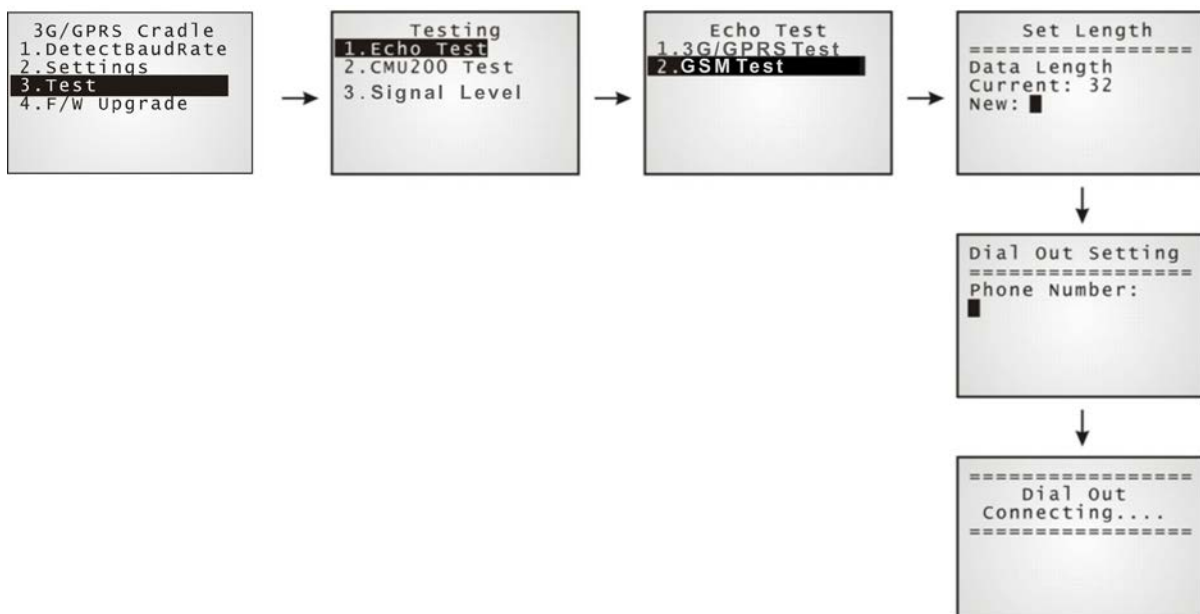 3G/GPRS Cradle
1.DetectBaudRate
2.Settings
3.Test
4.F/W Upgrade
Testing
1.Echo Test
2.CMU200 Test
3.Signal Level
Echo Test
1.3G/GPRS Test
2.GSM Test
Set Length
=================
Data Length
Current: 32
New:
Dial Out Setting
=================
Phone Number:
=================
Dial Out
Connecting....
=================